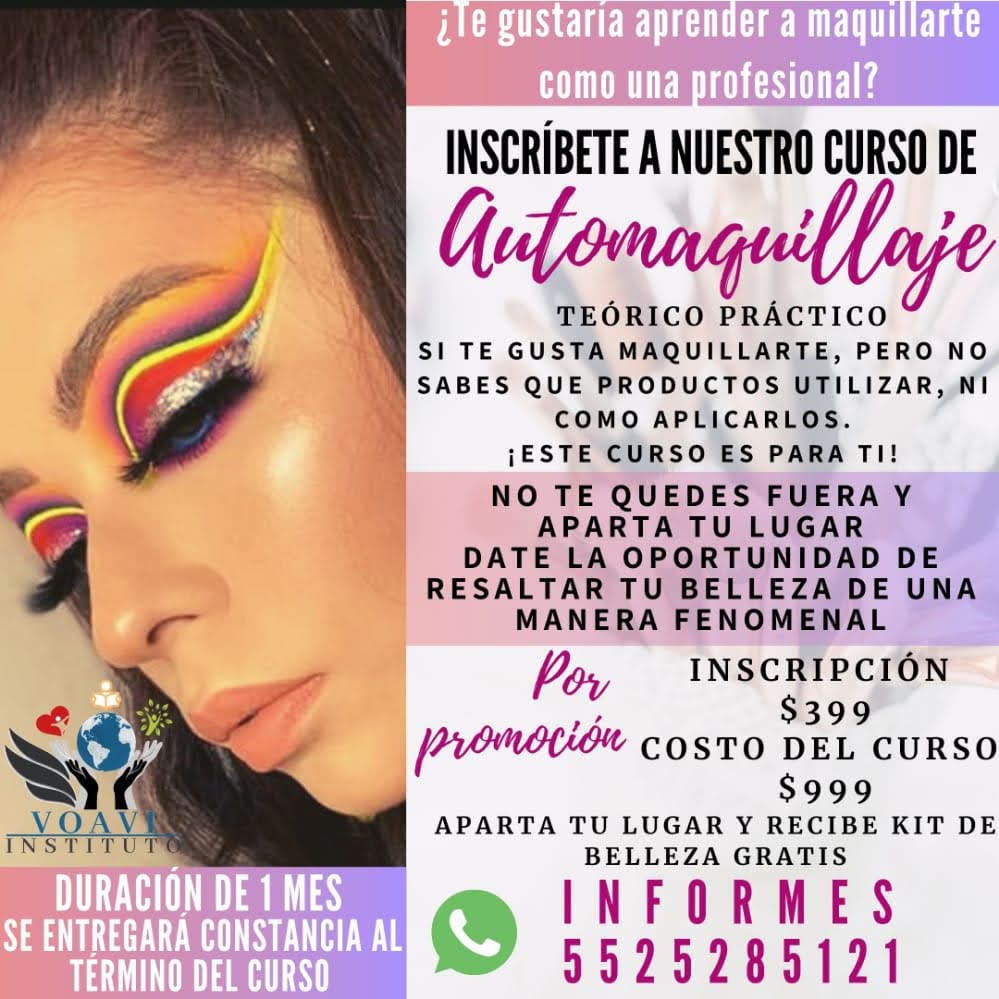 ¿Te gustaría aprender a maquillarte
como una profesional?
INSCRÍBETE A NUESTRO CURSO DE
Automaquillaje
TEÓRICO PRÁCTICO
SI TE GUSTA MAQUILLARTE, PERO NO
SABES QUE PRODUCTOS UTILIZAR, NI
COMO APLICARLOS.
¡ESTE CURSO ES PARA TI!
NO TE QUEDES FUERA Y
APARTA TU LUGAR
DATE LA OPORTUNIDAD DE
RESALTAR TU BELLEZA DE UNA
MANERA FENOMENAL
Por
promoción
INSCRIPCIÓN
$399
COSTO DEL CURSO
$999
APARTA TU LUGAR Y RECIBE KIT DE
BELLEZA GRATIS
INFORMES
5525285121
VOAVI
INSTITUTO
DURACIÓN DE 1 MES
SE ENTREGARÁ CONSTANCIA AL
TÉRMINO DEL CURSO